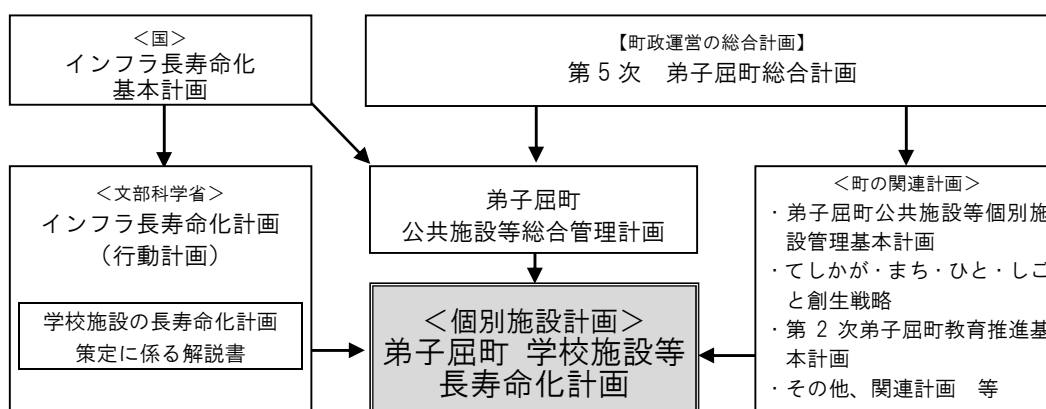 ＜国＞
インフラ長寿命化
基本計画
【町政運営の総合計画】
第5次　弟子屈町総合計画
＜文部科学省＞
インフラ長寿命化計画
（行動計画）
学校施設の長寿命化計画
策定に係る解説書
弟子屈町
公共施設等総合管理計画
＜個別施設計画＞
弟子屈町 学校施設等
長寿命化計画
＜町の関連計画＞
・弟子屈町公共施設等個別施
設管理基本計画
・てしかが・まち・ひと・しご
と創生戦略
・第 2 次弟子屈町教育推進基
本計画
・その他、関連計画　等